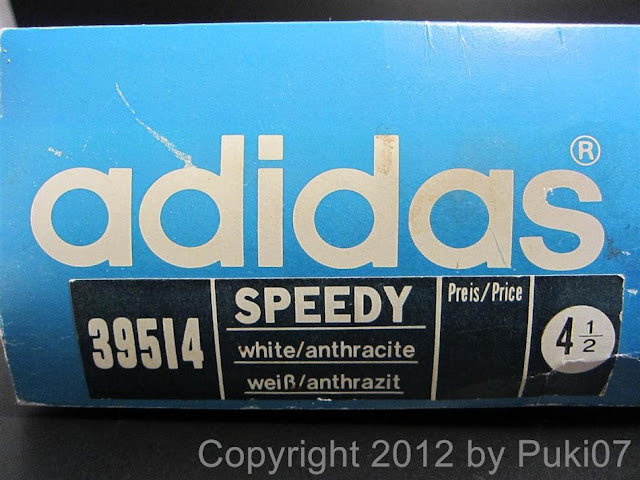 adidas®
39514
SPEEDY
white/anthracite
weiß/anthrazit
Preis/Price
4 1/2
Copyright 2012 by Puki07